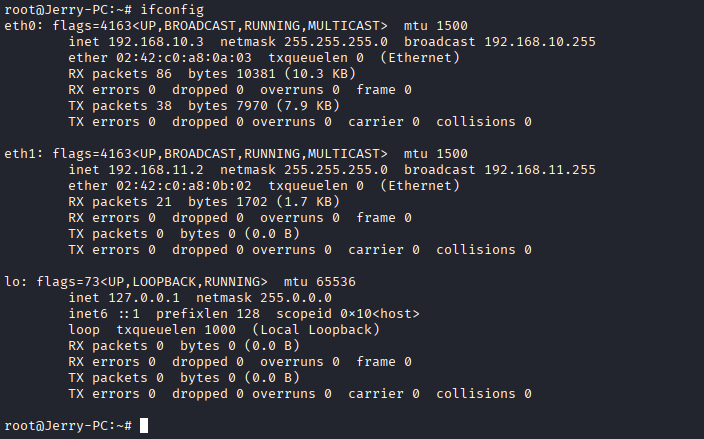 root@Jerry-PC:~# ifconfig
eth0: flags=4163<UP,BROADCAST,RUNNING,MULTICAST>  mtu 1500
        inet 192.168.10.3  netmask 255.255.255.0  broadcast 192.168.10.255
        ether 02:42:c0:a8:0a:03  txqueuelen 0  (Ethernet)
        RX packets 86  bytes 10381 (10.3 KB)
        RX errors 0  dropped 0  overruns 0  frame 0
        TX packets 38  bytes 7970 (7.9 KB)
        TX errors 0  dropped 0 overruns 0  carrier 0  collisions 0

eth1: flags=4163<UP,BROADCAST,RUNNING,MULTICAST>  mtu 1500
        inet 192.168.11.2  netmask 255.255.255.0  broadcast 192.168.11.255
        ether 02:42:c0:a8:0b:02  txqueuelen 0  (Ethernet)
        RX packets 21  bytes 1702 (1.7 KB)
        RX errors 0  dropped 0  overruns 0  frame 0
        TX packets 0  bytes 0 (0.0 B)
        TX errors 0  dropped 0 overruns 0  carrier 0  collisions 0

lo: flags=73<UP,LOOPBACK,RUNNING>  mtu 65536
        inet 127.0.0.1  netmask 255.0.0.0
        inet6 ::1  prefixlen 128  scopeid 0×10<host>
        loop  txqueuelen 1000  (Local Loopback)
        RX packets 0  bytes 0 (0.0 B)
        RX errors 0  dropped 0  overruns 0  frame 0
        TX packets 0  bytes 0 (0.0 B)
        TX errors 0  dropped 0 overruns 0  carrier 0  collisions 0

root@Jerry-PC:~#